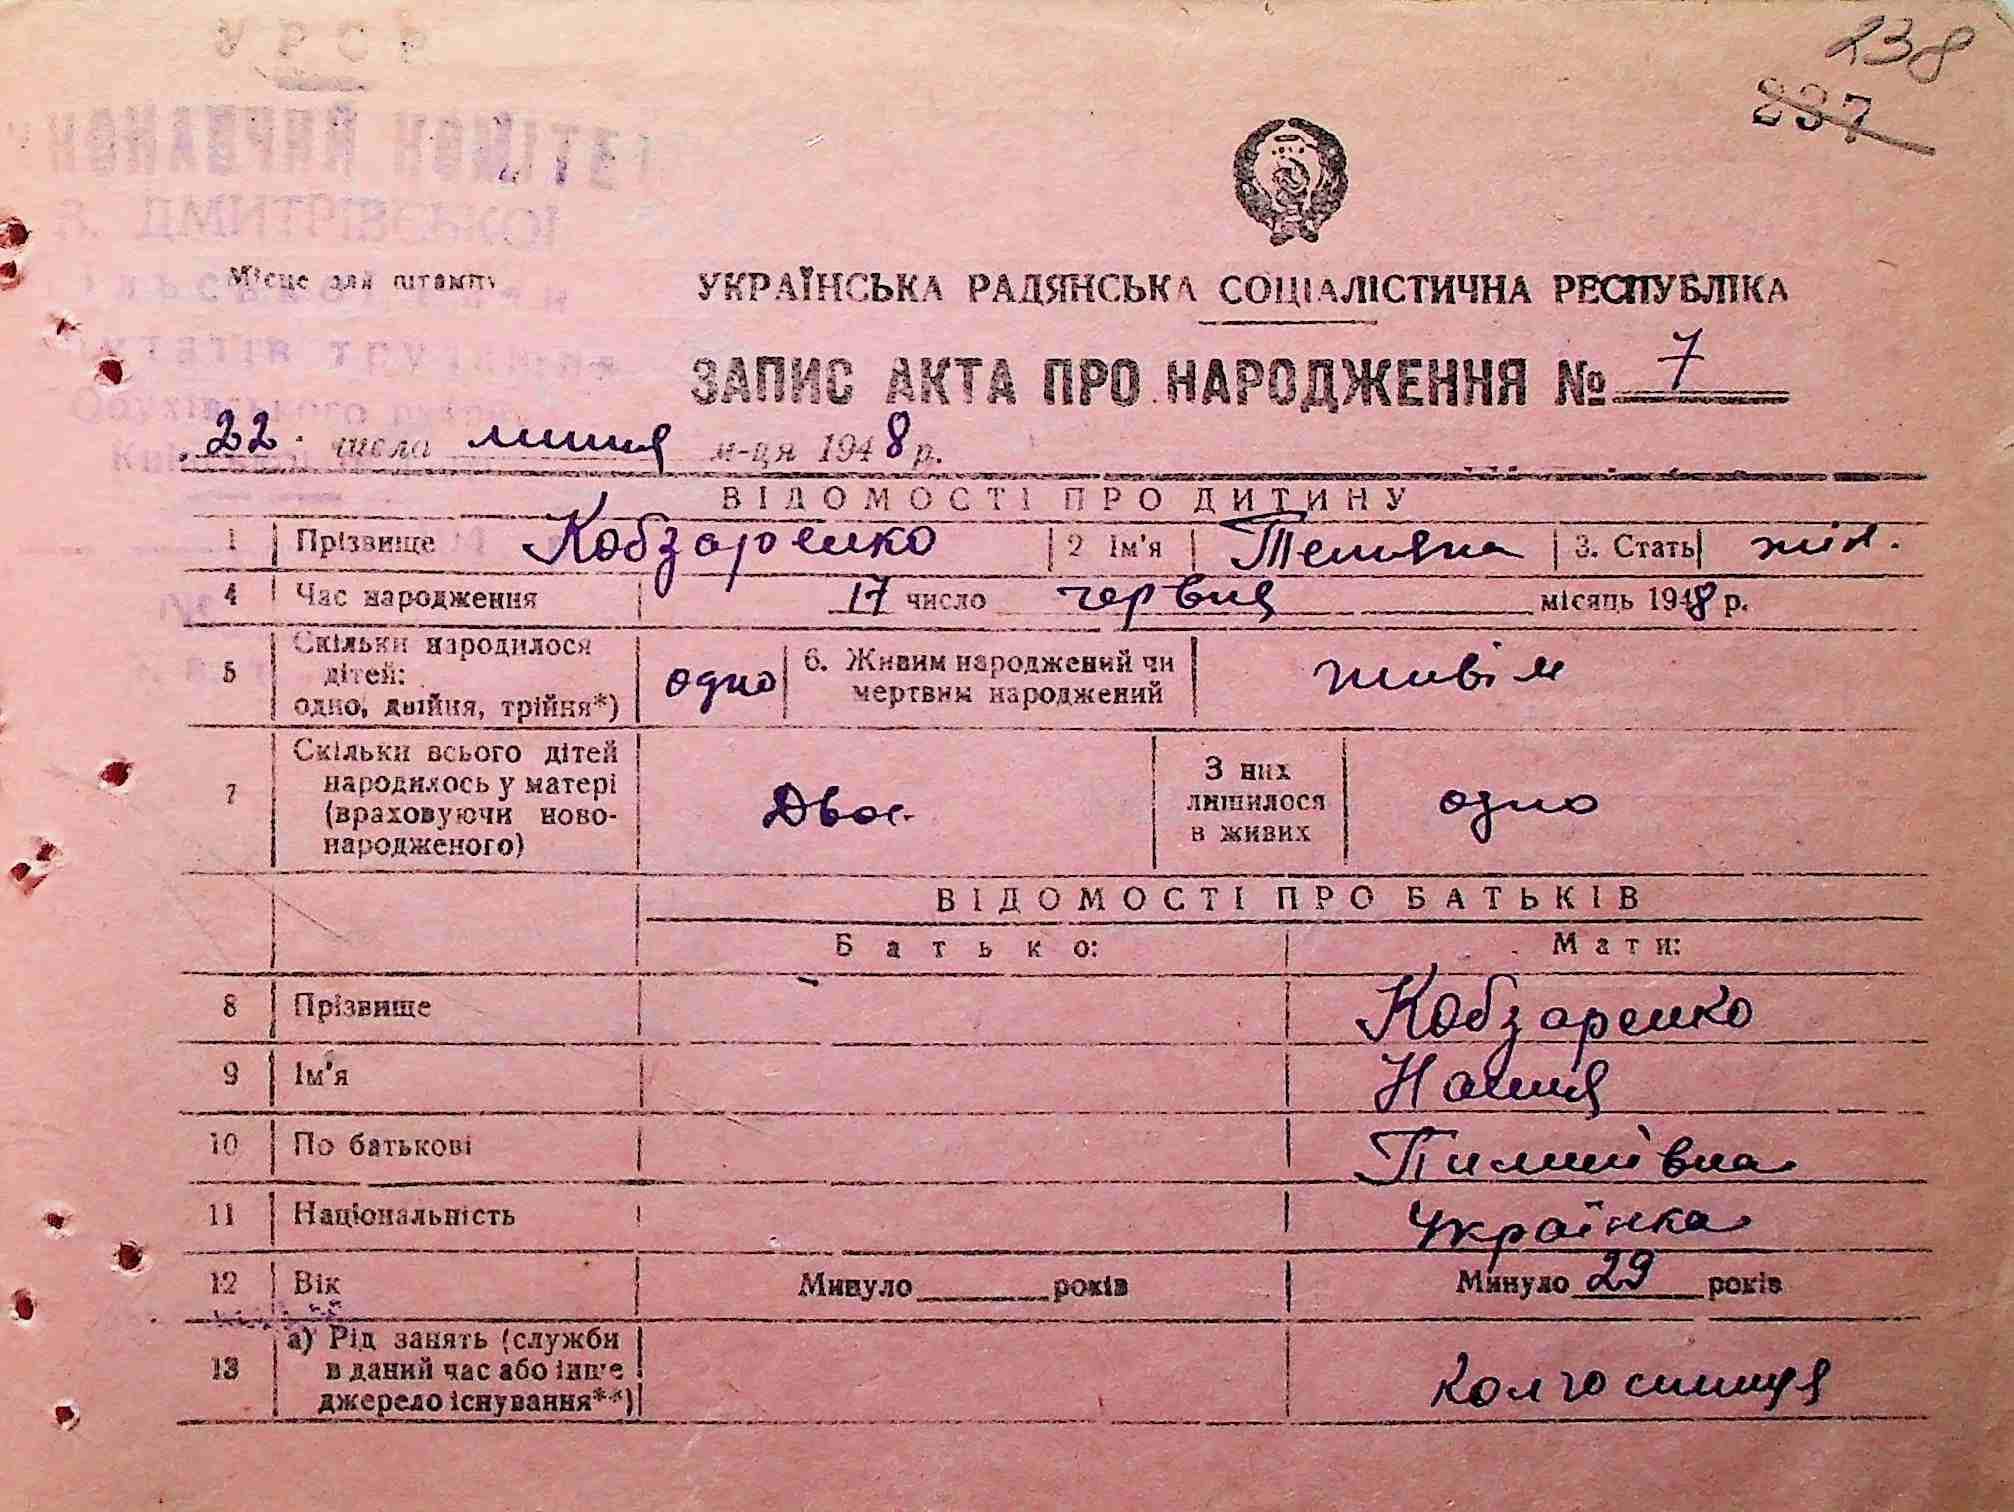 238
237
УРСР
КОНАВЧИЙ КОМІТЕТ
В. ДМИТРІВСЬКОЇ
Місце для штампу
УКРАЇНСЬКА РАДЯНСЬКА СОЦІАЛІСТИЧНА РЕСПУБЛІКА
ЗАПИС АКТА ПРО НАРОДЖЕННЯ № 7
22 числа липня м-ця 1948 р.
ВІДОМОСТІ ПРО ДИТИНУ
1 Прізвище Кобзаренко 2 Ім'я Тетяна 3. Стать жін.
4 Час народження 17 число червня місяць 1948 р.
5 Скільки народилося дітей: одно, двійня, трійня*) одно 6. Живим народжений чи мертвим народжений живім
7 Скільки всього дітей народилось у матері (враховуючи новонародженого) Двоє З них лишилося в живих одно
ВІДОМОСТІ ПРО БАТЬКІВ
Батько: Мати:
8 Прізвище Кобзаренко
9 Ім'я
10 По батькові
11 Національність Українка
12 Вік Минуло років Минуло 29 років
13 а) Рід занять (служби в даний час або інше джерело існування**) колгоспниця